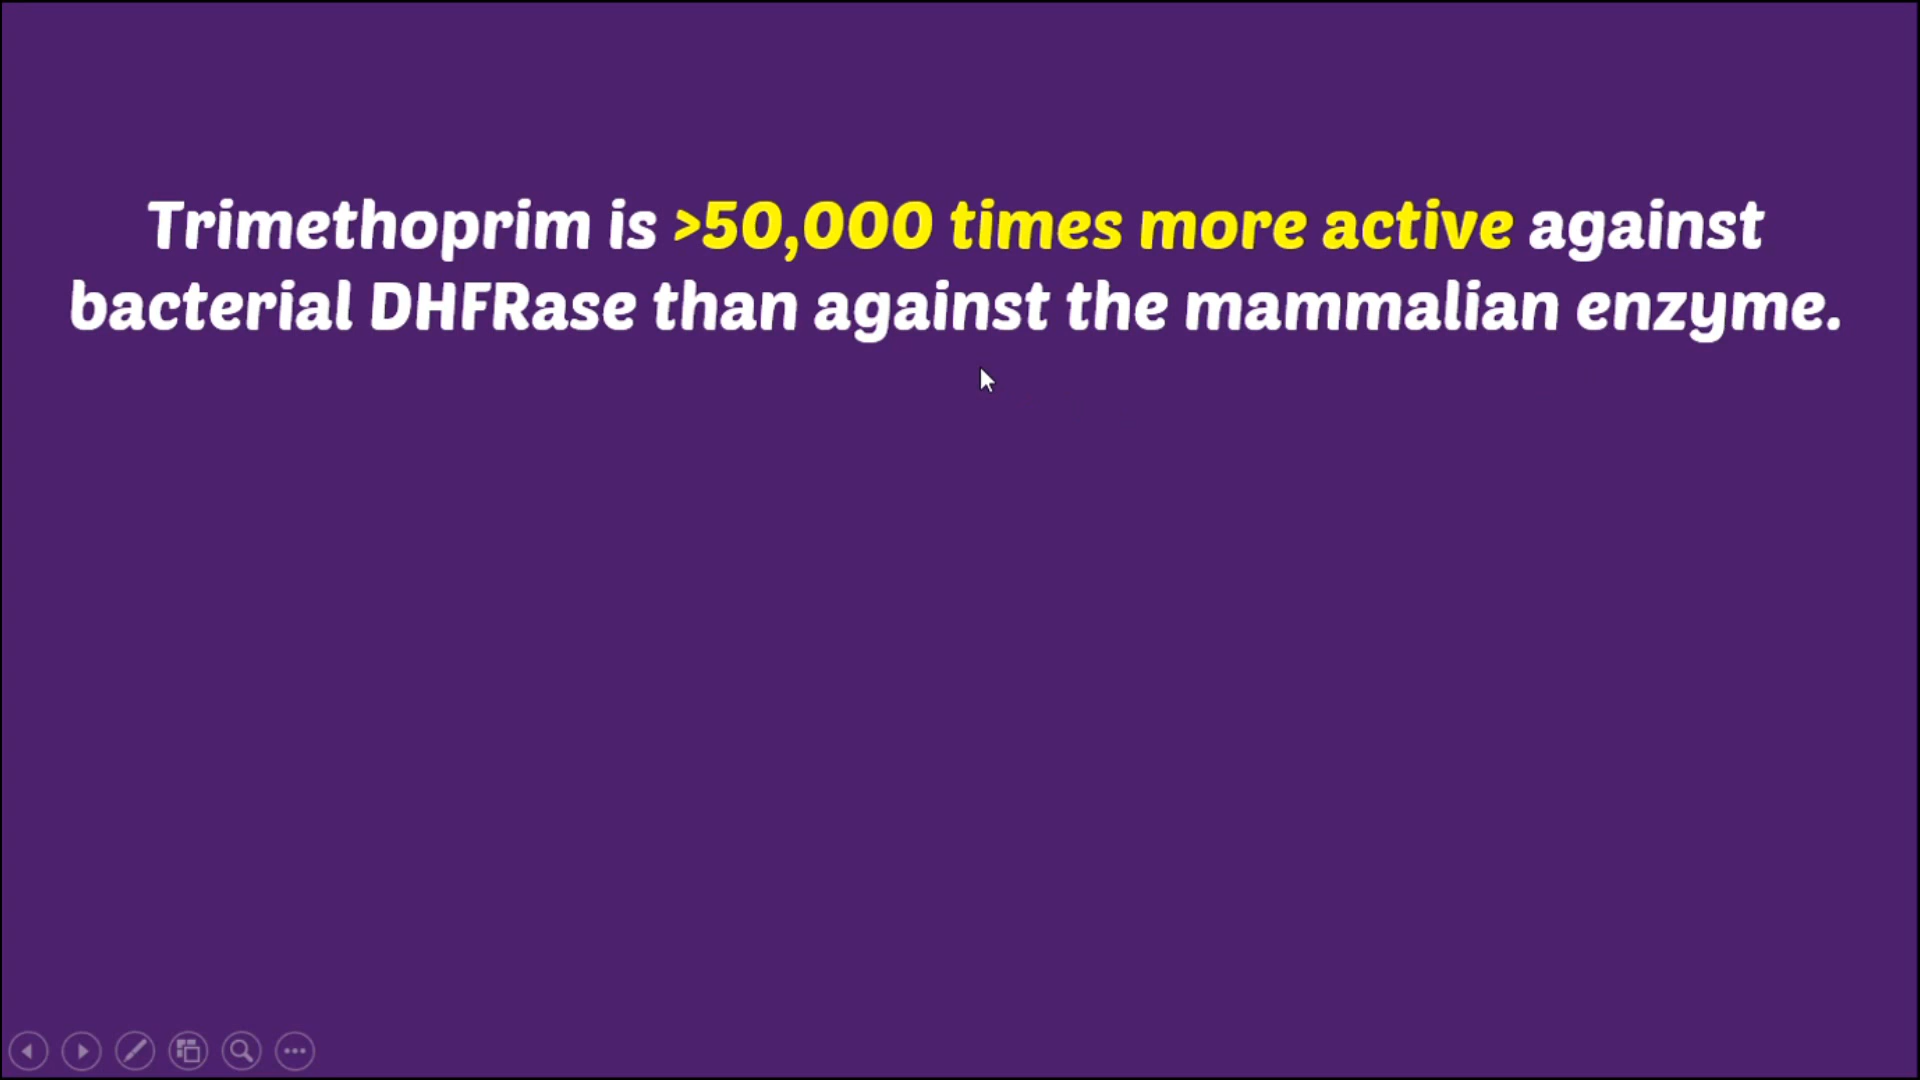 Trimethoprim is >50,000 times more active against
bacterial DHFRase than against the mammalian enzyme.